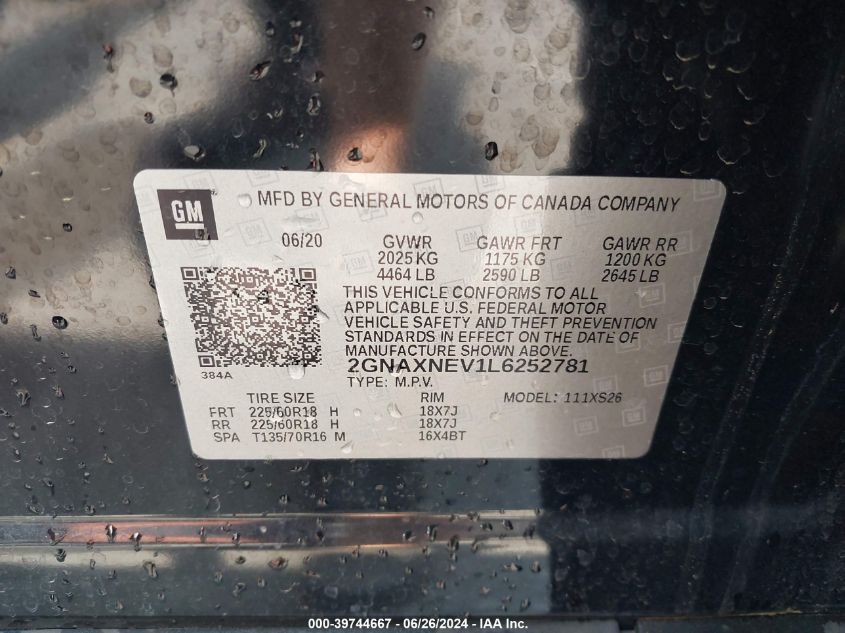 GM
MFD BY GENERAL MOTORS OF CANADA COMPANY
06/20 GVWR GAWR FRT GAWR RR
2025 KG 1175 KG 1200 KG
4464 LB 2590 LB 2645 LB
THIS VEHICLE CONFORMS TO ALL
APPLICABLE U.S. FEDERAL MOTOR
VEHICLE SAFETY AND THEFT PREVENTION
STANDARDS IN EFFECT ON THE DATE OF
MANUFACTURE SHOWN ABOVE.
384A 2GNAXNEV1L6252781
TYPE: M.P.V.
TIRE SIZE RIM MODEL: 111XS26
FRT 225/60R18 H 18X7J
RR 225/60R18 H 18X7J
SPA T135/70R16 M 16X4BT
000-39744667 - 06/26/2024 - IAA Inc.